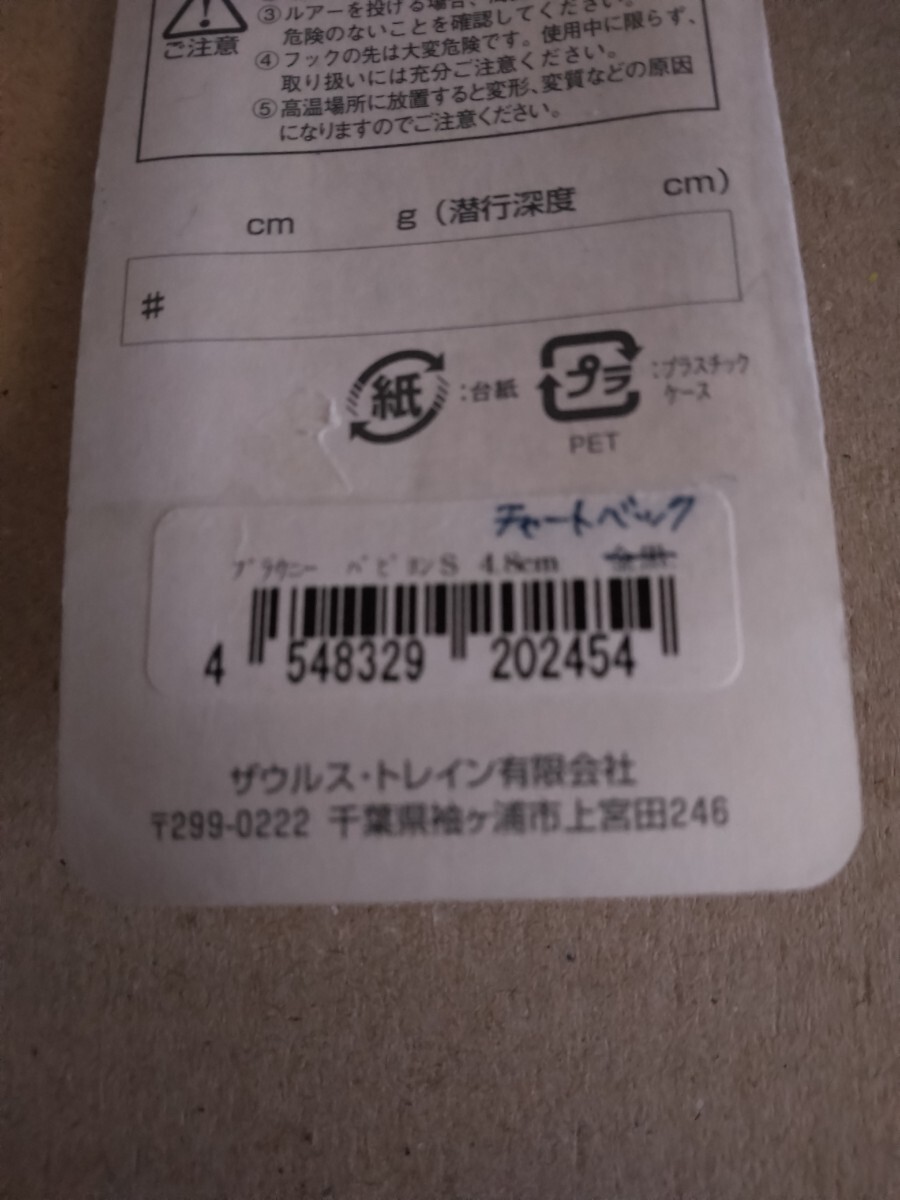 ③ルアーを投げる場合、周
危険のないことを確認してください。
ご注意
④フックの先は大変危険です。使用中に限らず、
取り扱いには充分ご注意ください。
⑤高温場所に放置すると変形、変質などの原因
になりますのでご注意ください。
cm g（潜行深度 cm）
#
紙 :台紙 プラ :プラスチック
ケース
PET
チャートベック
ブラウニー パピヨンS 4.8cm 金黒
4 548329 202454
ザウルス・トレイン有限会社
〒299-0222 千葉県袖ヶ浦市上宮田246